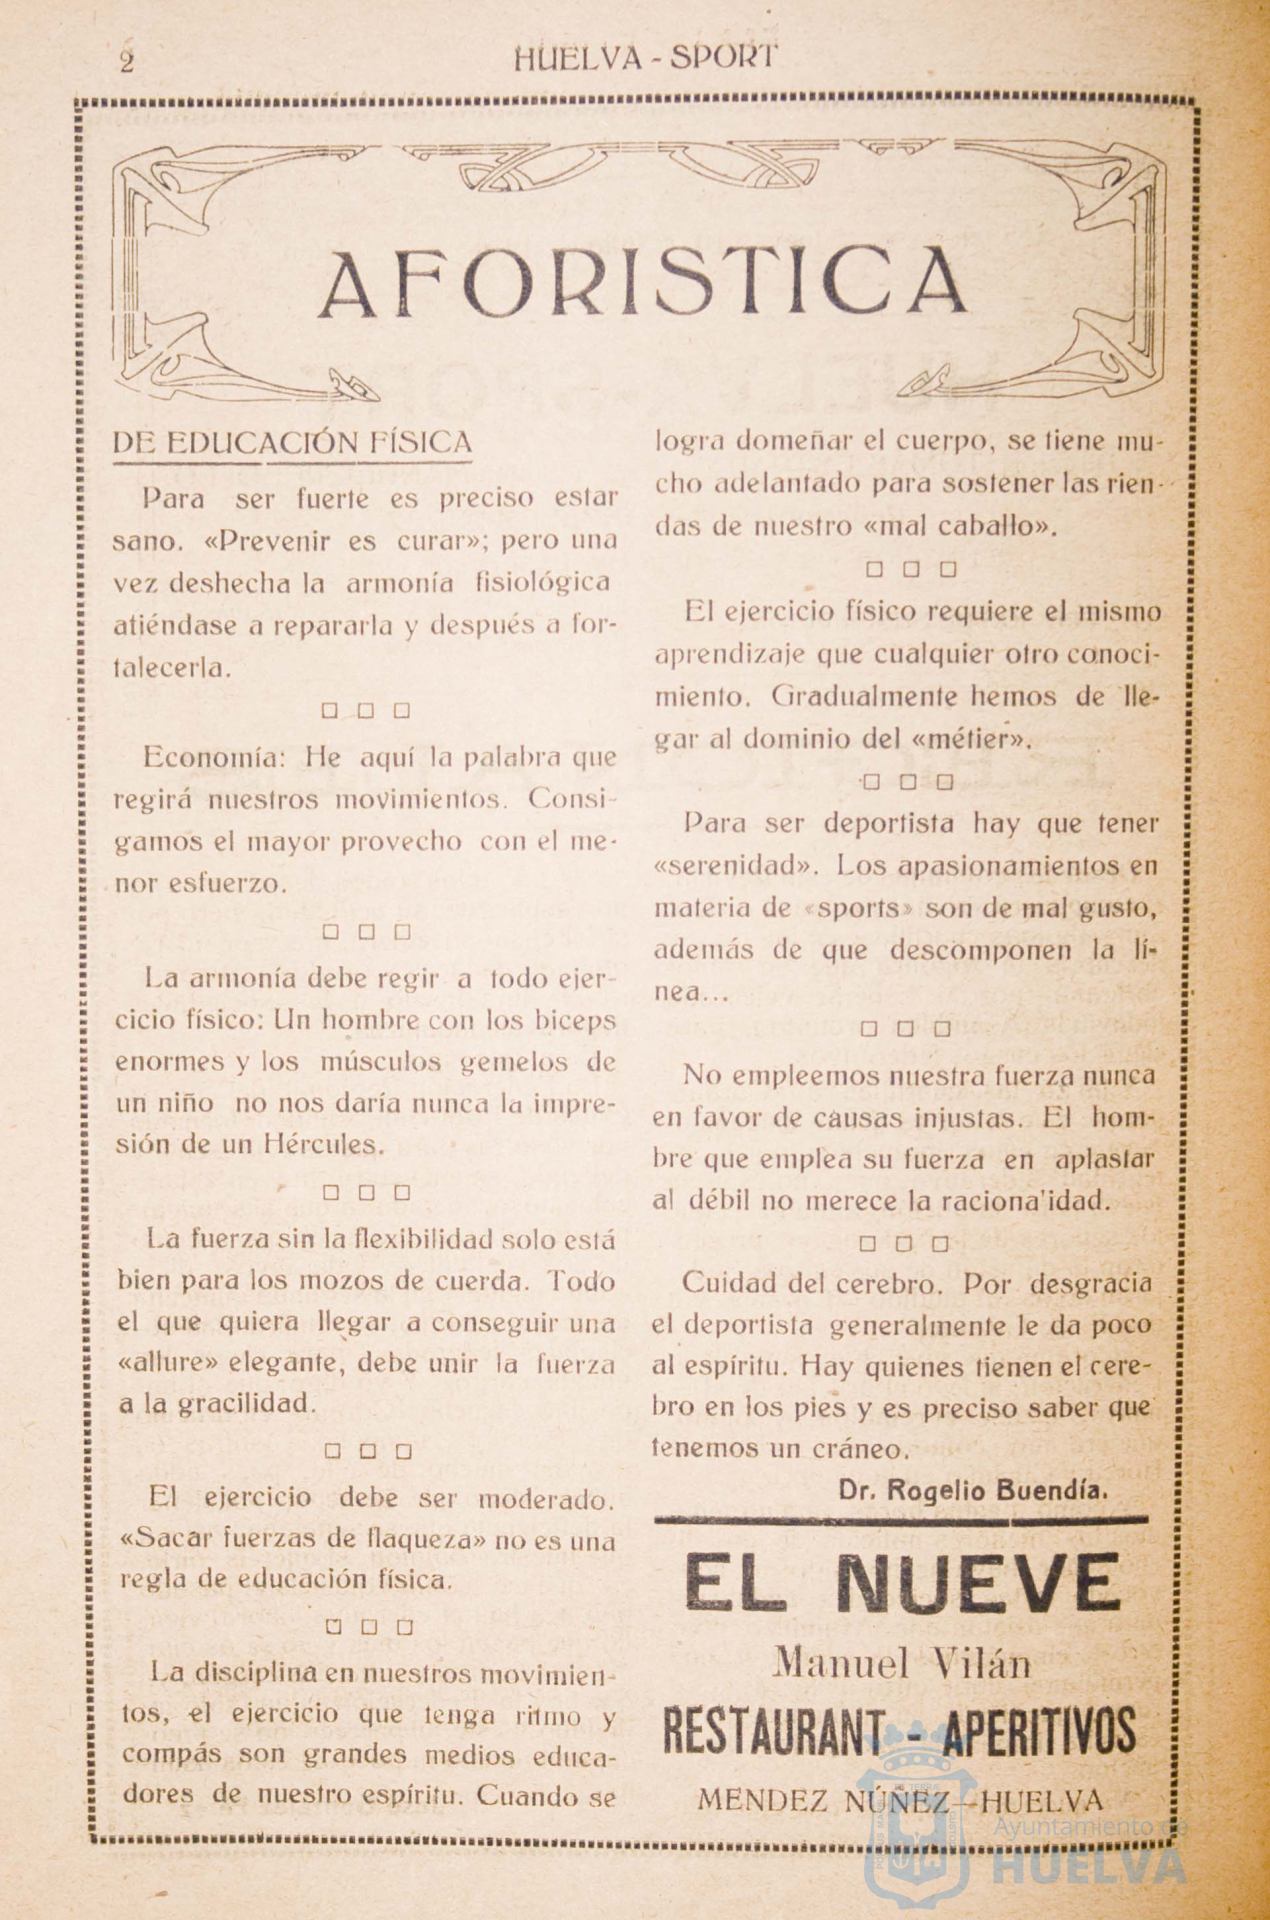 2
HUELVA - SPORT
AFORISTICA
DE EDUCACIÓN FÍSICA
Para ser fuerte es preciso estar
sano. «Prevenir es curar»; pero una
vez deshecha la armonía fisiológica
atiéndase a repararla y después a for-
talecerla.
□ □ □
Economía: He aquí la palabra que
regirá nuestros movimientos. Consi-
gamos el mayor provecho con el me-
nor esfuerzo.
□ □ □
La armonía debe regir a todo ejer-
cicio físico: Un hombre con los biceps
enormes y los músculos gemelos de
un niño no nos daría nunca la impre-
sión de un Hércules.
□ □ □
La fuerza sin la flexibilidad solo está
bien para los mozos de cuerda. Todo
el que quiera llegar a conseguir una
«allure» elegante, debe unir la fuerza
a la gracilidad.
□ □ □
El ejercicio debe ser moderado.
«Sacar fuerzas de flaqueza» no es una
regla de educación física.
□ □ □
La disciplina en nuestros movimien-
tos, el ejercicio que tenga ritmo y
compás son grandes medios educa-
dores de nuestro espíritu. Cuando se
logra domeñar el cuerpo, se tiene mu-
cho adelantado para sostener las rien-
das de nuestro «mal caballo».
□ □ □
El ejercicio físico requiere el mismo
aprendizaje que cualquier otro conoci-
miento. Gradualmente hemos de lle-
gar al dominio del «métier».
□ □ □
Para ser deportista hay que tener
«serenidad». Los apasionamientos en
materia de «sports» son de mal gusto,
además de que descomponen la lí-
nea...
□ □ □
No empleemos nuestra fuerza nunca
en favor de causas injustas. El hom-
bre que emplea su fuerza en aplastar
al débil no merece la raciona'idad.
□ □ □
Cuidad del cerebro. Por desgracia
el deportista generalmente le da poco
al espíritu. Hay quienes tienen el cere-
bro en los pies y es preciso saber que
tenemos un cráneo.
Dr. Rogelio Buendía.
EL NUEVE
Manuel Vilán
RESTAURANT - APERITIVOS
MENDEZ NÚÑEZ—HUELVA
Ayuntamiento de
HUELVA